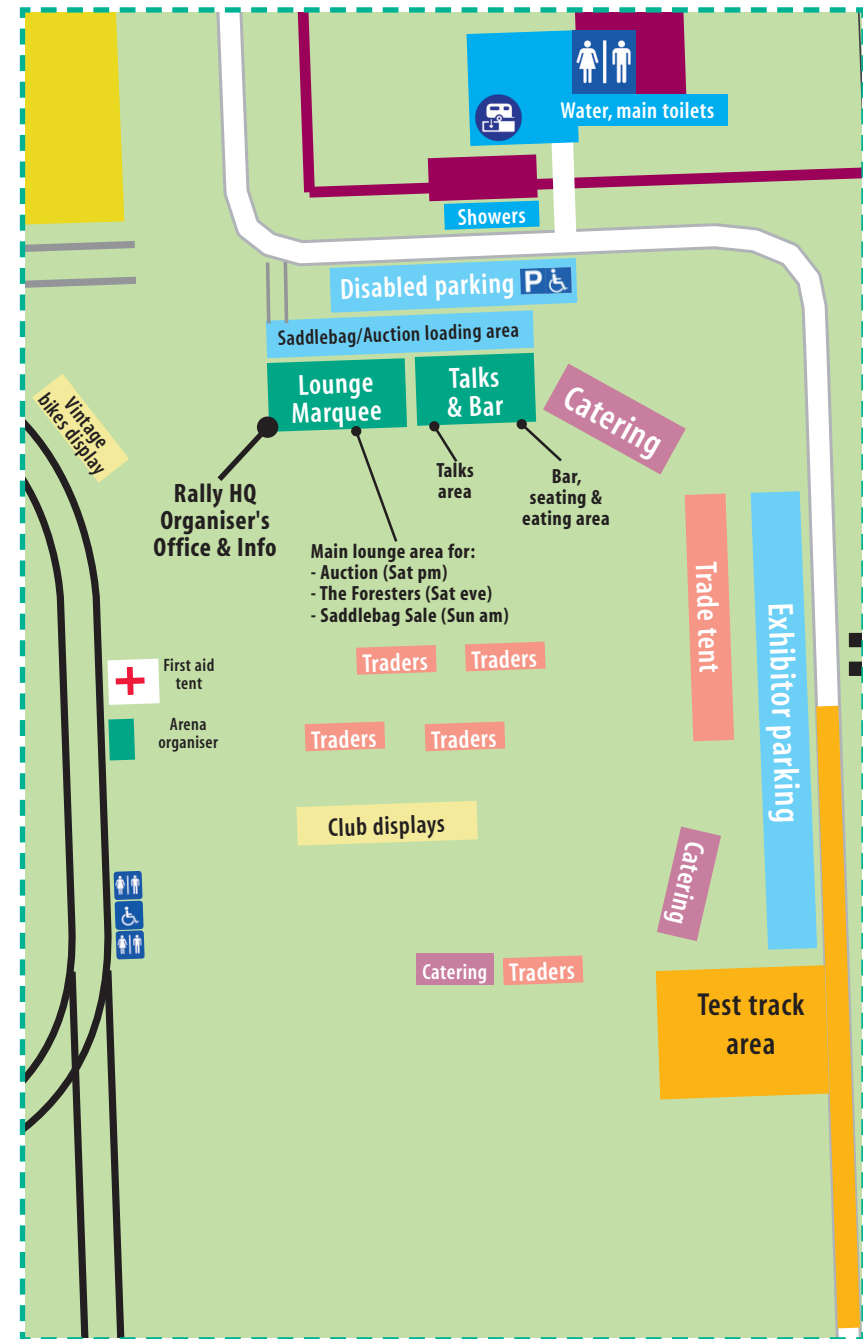 Water, main toilets
Showers
Disabled parking P
Saddlebag/Auction loading area
Lounge
Marquee
Talks
& Bar
Catering
Vintage
bikes display
Rally HQ
Organiser's
Office & Info
Talks
area
Bar,
seating &
eating area
Main lounge area for:
- Auction (Sat pm)
- The Foresters (Sat eve)
- Saddlebag Sale (Sun am)
Trade tent
Exhibitor parking
First aid
tent
Traders
Traders
Arena
organiser
Traders
Traders
Club displays
Catering
Catering
Traders
Test track
area